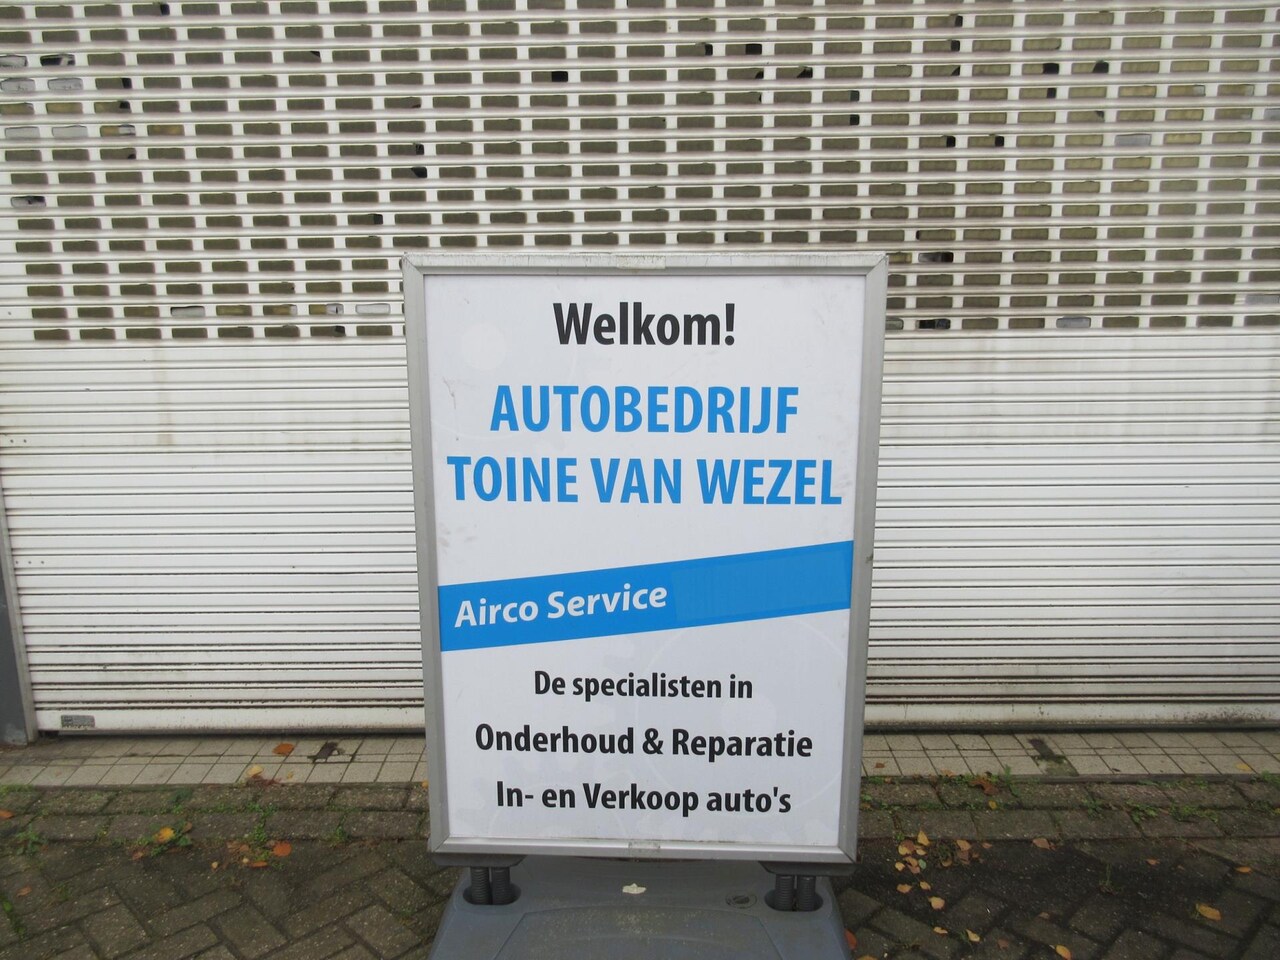 Welkom!
AUTOBEDRIJF
TOINE VAN WEZEL
Airco Service
De specialisten in
Onderhoud & Reparatie
In- en Verkoop auto's